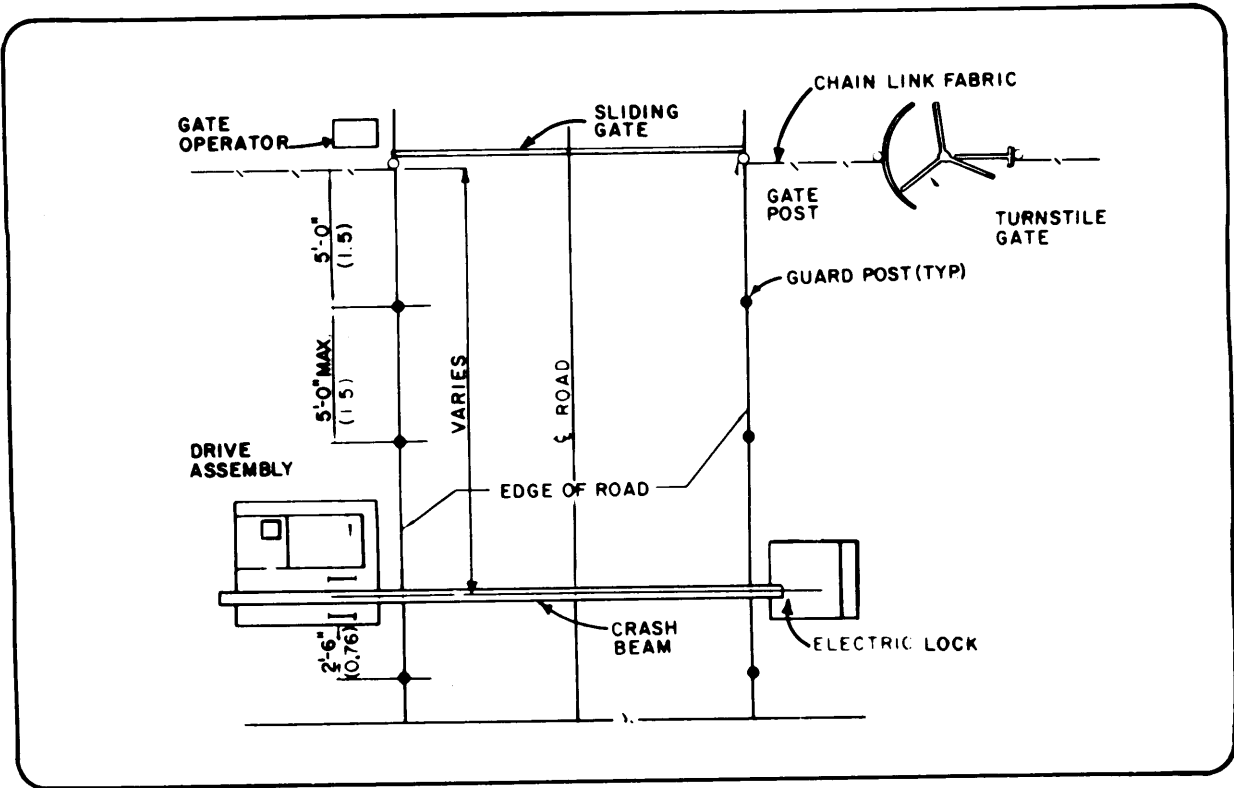 CHAIN LINK FABRIC
SLIDING
GATE
GATE
OPERATOR
GATE
POST
TURNSTILE
GATE
5'-0"
(1.5)
GUARD POST (TYP)
5'-0" MAX.
(1.5)
VARIES
℄ ROAD
DRIVE
ASSEMBLY
EDGE OF ROAD
CRASH
BEAM
ELECTRIC LOCK
2'-6"
(0.76)